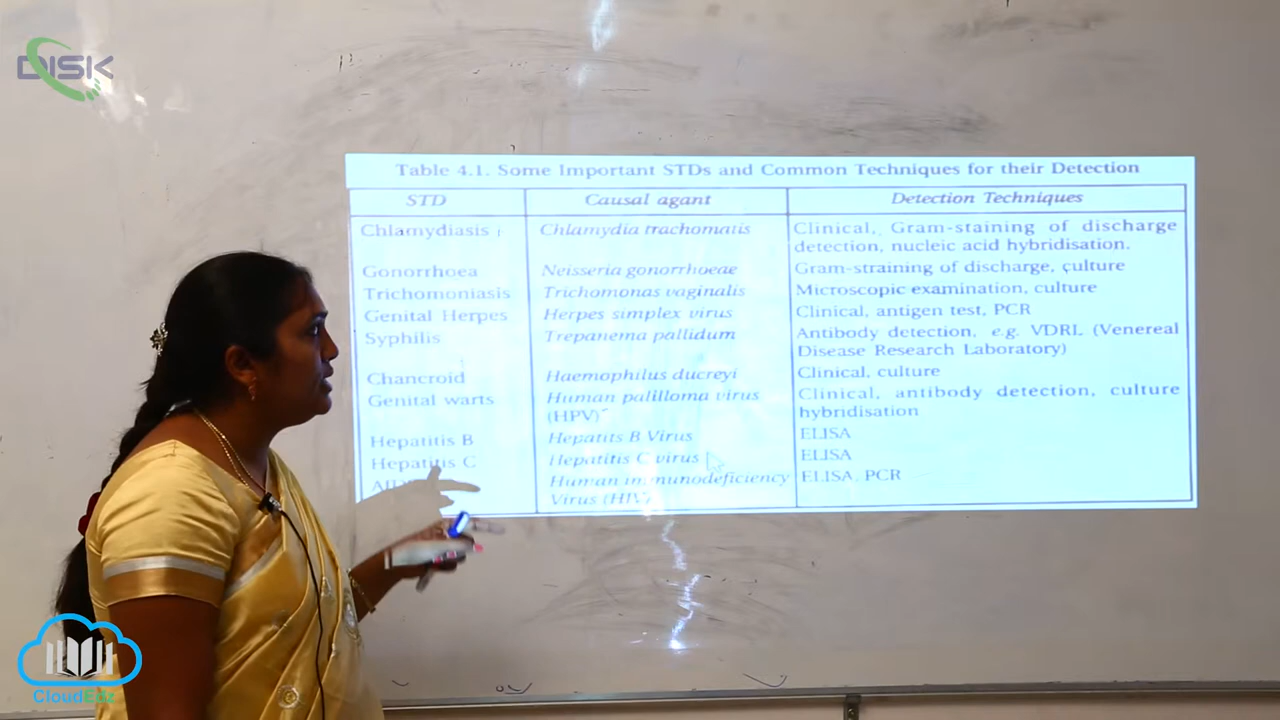 DISK
Table 4.1. Some Important STDs and Common Techniques for their Detection
STD Causal agant Detection Techniques
Chlamydiasis Chlamydia trachomatis Clinical, Gram-staining of discharge
detection, nucleic acid hybridisation.
Gonorrhoea Neisseria gonorrhoeae Gram-straining of discharge, culture
Trichomoniasis Trichomonas vaginalis Microscopic examination, culture
Genital Herpes Herpes simplex virus Clinical, antigen test, PCR
Syphilis Trepanema pallidum Antibody detection, e.g. VDRL (Venereal
Disease Research Laboratory)
Chancroid Haemophilus ducreyi Clinical, culture
Genital warts Human palilloma virus Clinical, antibody detection, culture
(HPV) hybridisation
Hepatitis B Hepatits B Virus ELISA
Hepatitis C Hepatitis C virus ELISA
Human immunodeficiency ELISA, PCR
Virus (HIV)
CloudEdz